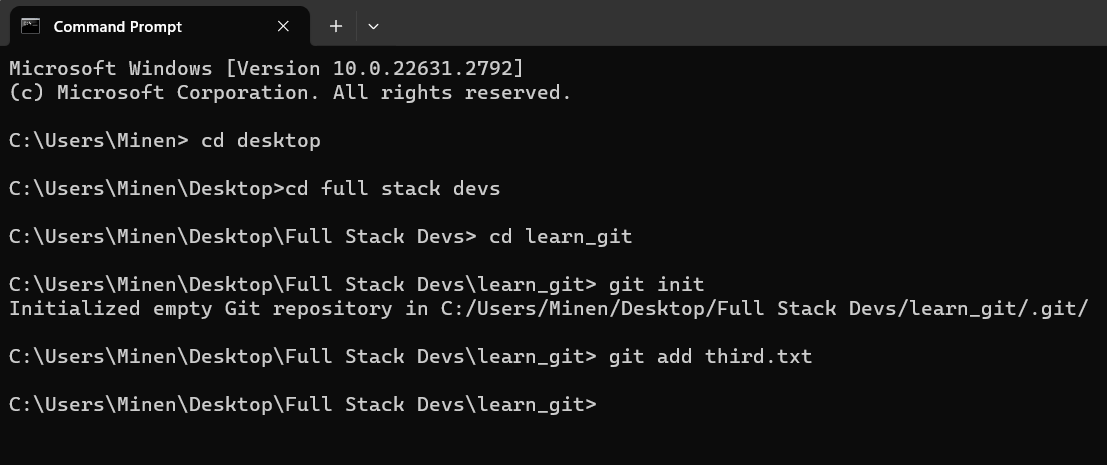 Command Prompt
Microsoft Windows [Version 10.0.22631.2792]
(c) Microsoft Corporation. All rights reserved.
C:\Users\Minen> cd desktop
C:\Users\Minen\Desktop>cd full stack devs
C:\Users\Minen\Desktop\Full Stack Devs> cd learn_git
C:\Users\Minen\Desktop\Full Stack Devs\learn_git> git init
Initialized empty Git repository in C:/Users/Minen/Desktop/Full Stack Devs/learn_git/.git/
C:\Users\Minen\Desktop\Full Stack Devs\learn_git> git add third.txt
C:\Users\Minen\Desktop\Full Stack Devs\learn_git>